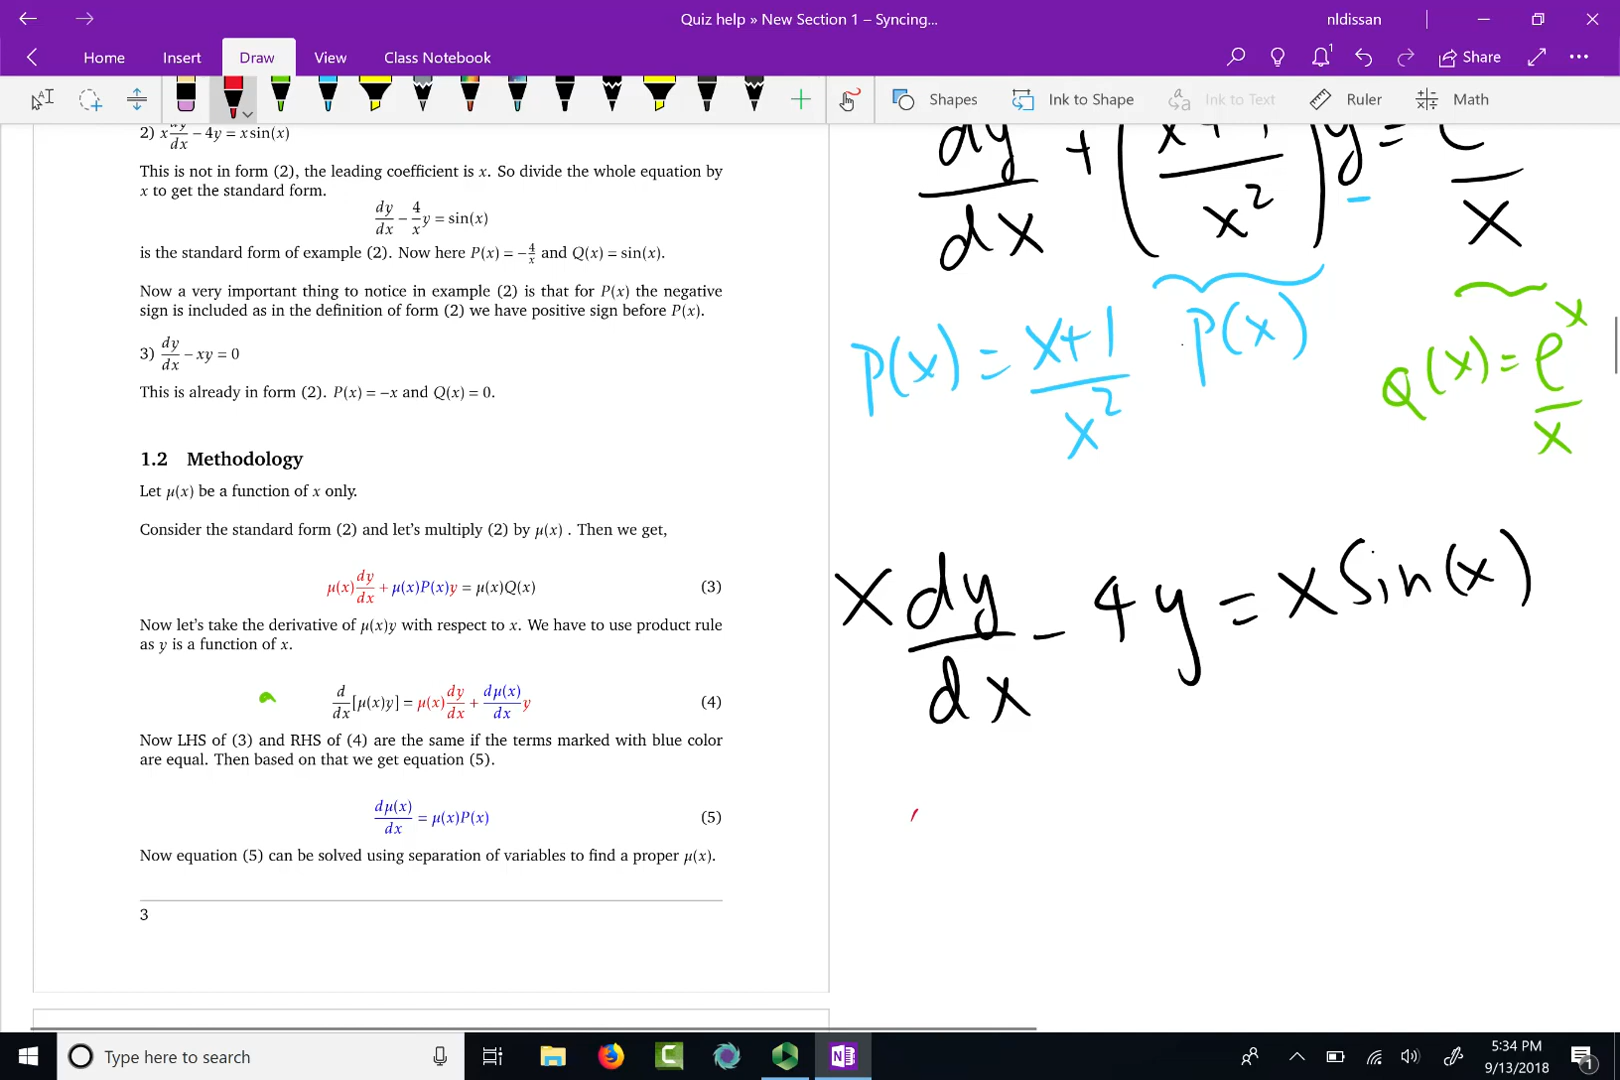 Quiz help » New Section 1 – Syncing...
nldissan
Home Insert Draw View Class Notebook
1
Share
Shapes
Ink to Shape
Ink to Text
Ruler
Math
2) x dy/dx − 4y = x sin(x)
This is not in form (2), the leading coefficient is x. So divide the whole equation by
x to get the standard form.
dy/dx − 4/x y = sin(x)
is the standard form of example (2). Now here P(x) = −4/x and Q(x) = sin(x).
Now a very important thing to notice in example (2) is that for P(x) the negative
sign is included as in the definition of form (2) we have positive sign before P(x).
3) dy/dx − xy = 0
This is already in form (2). P(x) = −x and Q(x) = 0.
1.2 Methodology
Let μ(x) be a function of x only.
Consider the standard form (2) and let's multiply (2) by μ(x) . Then we get,
μ(x) dy/dx + μ(x)P(x)y = μ(x)Q(x) (3)
Now let's take the derivative of μ(x)y with respect to x. We have to use product rule
as y is a function of x.
d/dx [μ(x)y] = μ(x) dy/dx + dμ(x)/dx y (4)
Now LHS of (3) and RHS of (4) are the same if the terms marked with blue color
are equal. Then based on that we get equation (5).
dμ(x)/dx = μ(x)P(x) (5)
Now equation (5) can be solved using separation of variables to find a proper μ(x).
3
dy/dx + (x+1/x²) y = e/x
P(x) = x+1/x²
P(x)
Q(x) = e^x/x
x dy/dx − 4y = x Sin(x)
Type here to search
5:34 PM
9/13/2018
1